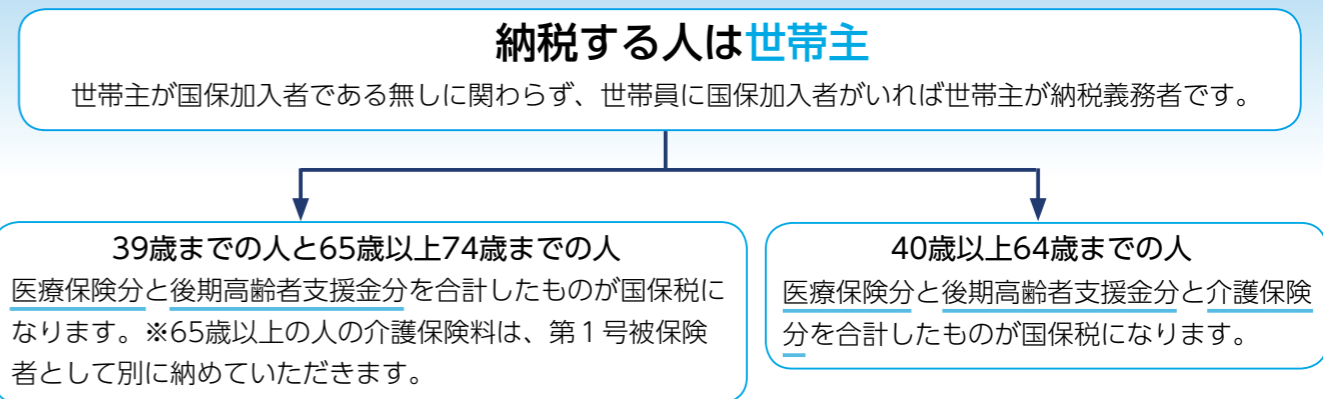 納税する人は世帯主
世帯主が国保加入者である無しに関わらず、世帯員に国保加入者がいれば世帯主が納税義務者です。
39歳までの人と65歳以上74歳までの人
医療保険分と後期高齢者支援金分を合計したものが国保税に
なります。※65歳以上の人の介護保険料は、第１号被保険
者として別に納めていただきます。
40歳以上64歳までの人
医療保険分と後期高齢者支援金分と介護保険
分を合計したものが国保税になります。